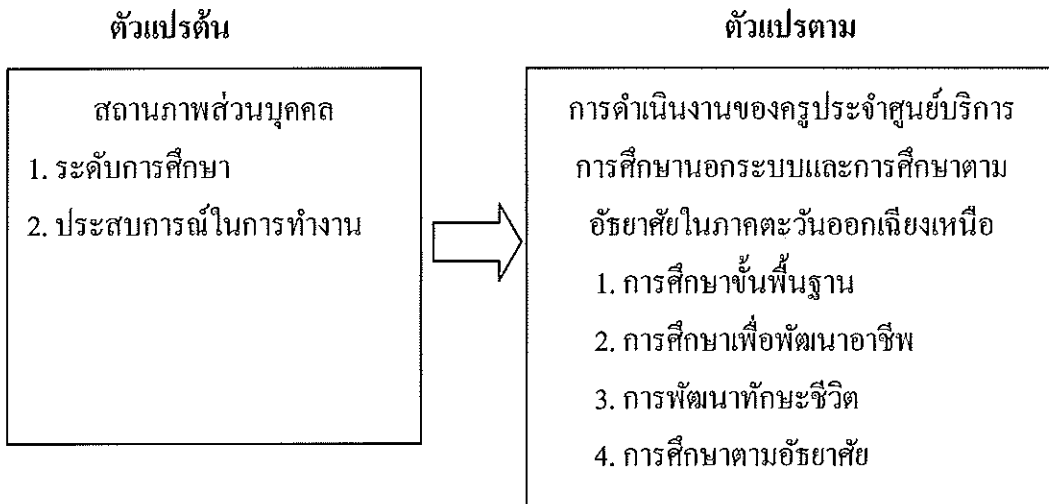 ตัวแปรต้น
สถานภาพส่วนบุคคล
1. ระดับการศึกษา
2. ประสบการณ์ในการทำงาน
ตัวแปรตาม
การดำเนินงานของครูประจำศูนย์บริการ
การศึกษานอกระบบและการศึกษาตาม
อัธยาศัยในภาคตะวันออกเฉียงเหนือ
1. การศึกษาขั้นพื้นฐาน
2. การศึกษาเพื่อพัฒนาอาชีพ
3. การพัฒนาทักษะชีวิต
4. การศึกษาตามอัธยาศัย